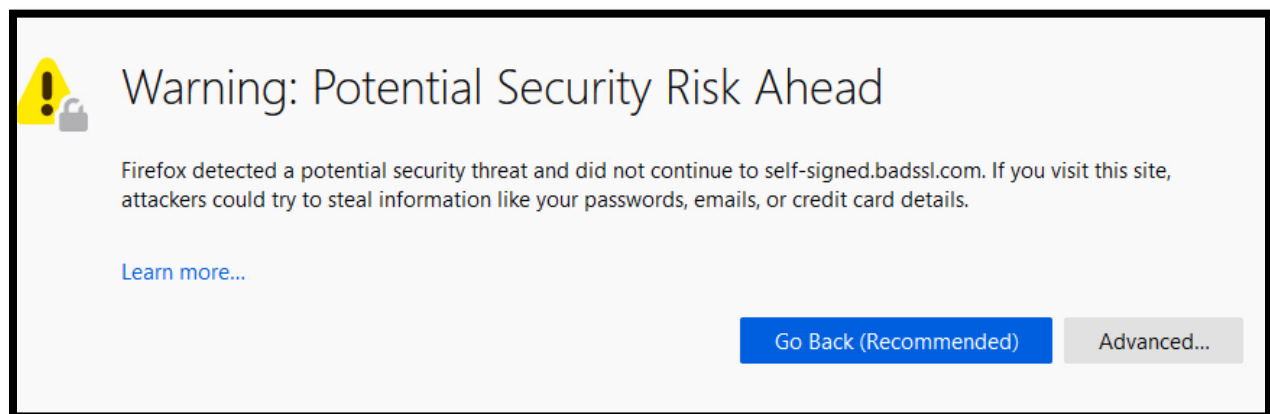 Warning: Potential Security Risk Ahead
Firefox detected a potential security threat and did not continue to self-signed.badssl.com. If you visit this site,
attackers could try to steal information like your passwords, emails, or credit card details.
Learn more...
Go Back (Recommended)
Advanced...